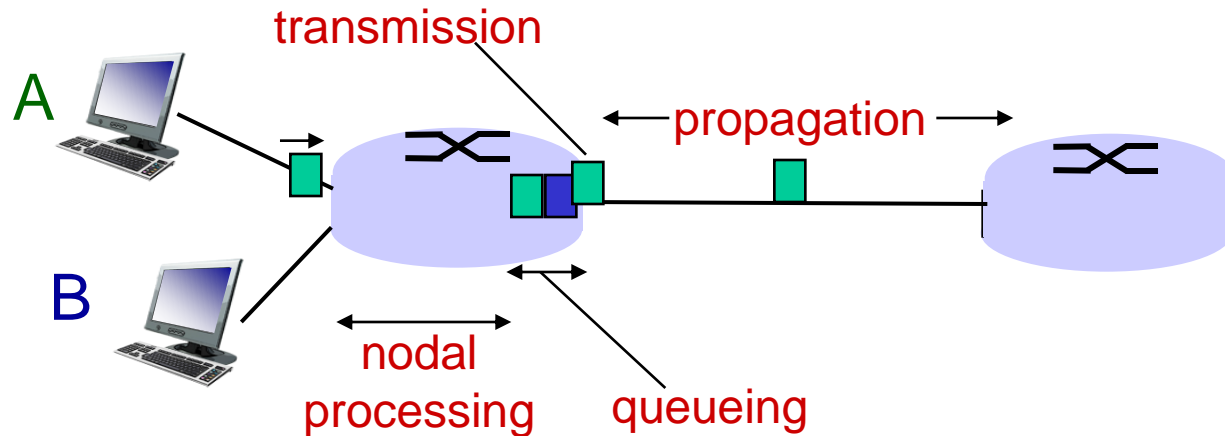 transmission
A
propagation
B
nodal
processing
queueing